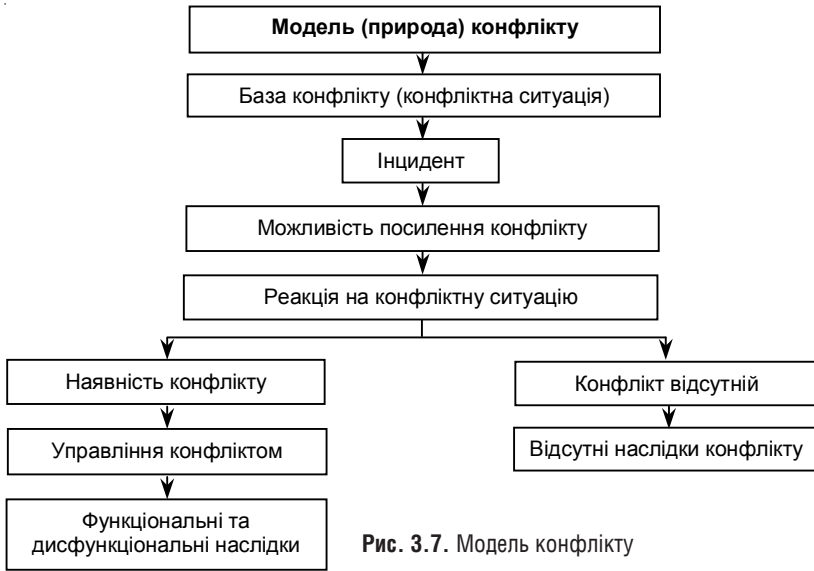 Модель (природа) конфлікту
База конфлікту (конфліктна ситуація)
Інцидент
Можливість посилення конфлікту
Реакція на конфліктну ситуацію
Наявність конфлікту
Конфлікт відсутній
Управління конфліктом
Відсутні наслідки конфлікту
Функціональні та
дисфункціональні наслідки
Рис. 3.7. Модель конфлікту